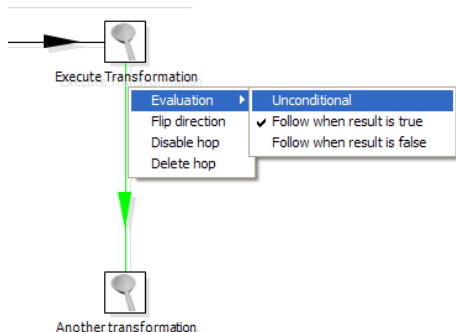 Execute Transformation
Evaluation
Unconditional
Flip direction
Follow when result is true
Disable hop
Follow when result is false
Delete hop
Another transformation